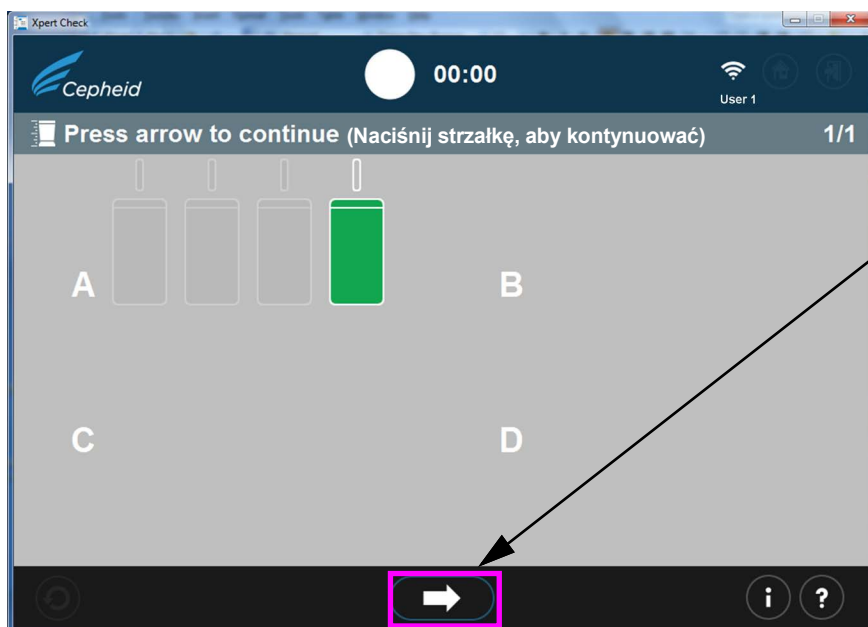 Xpert Check
Cepheid
00:00
User 1
Press arrow to continue (Naciśnij strzałkę, aby kontynuować)
1/1
A
B
C
D
i
?